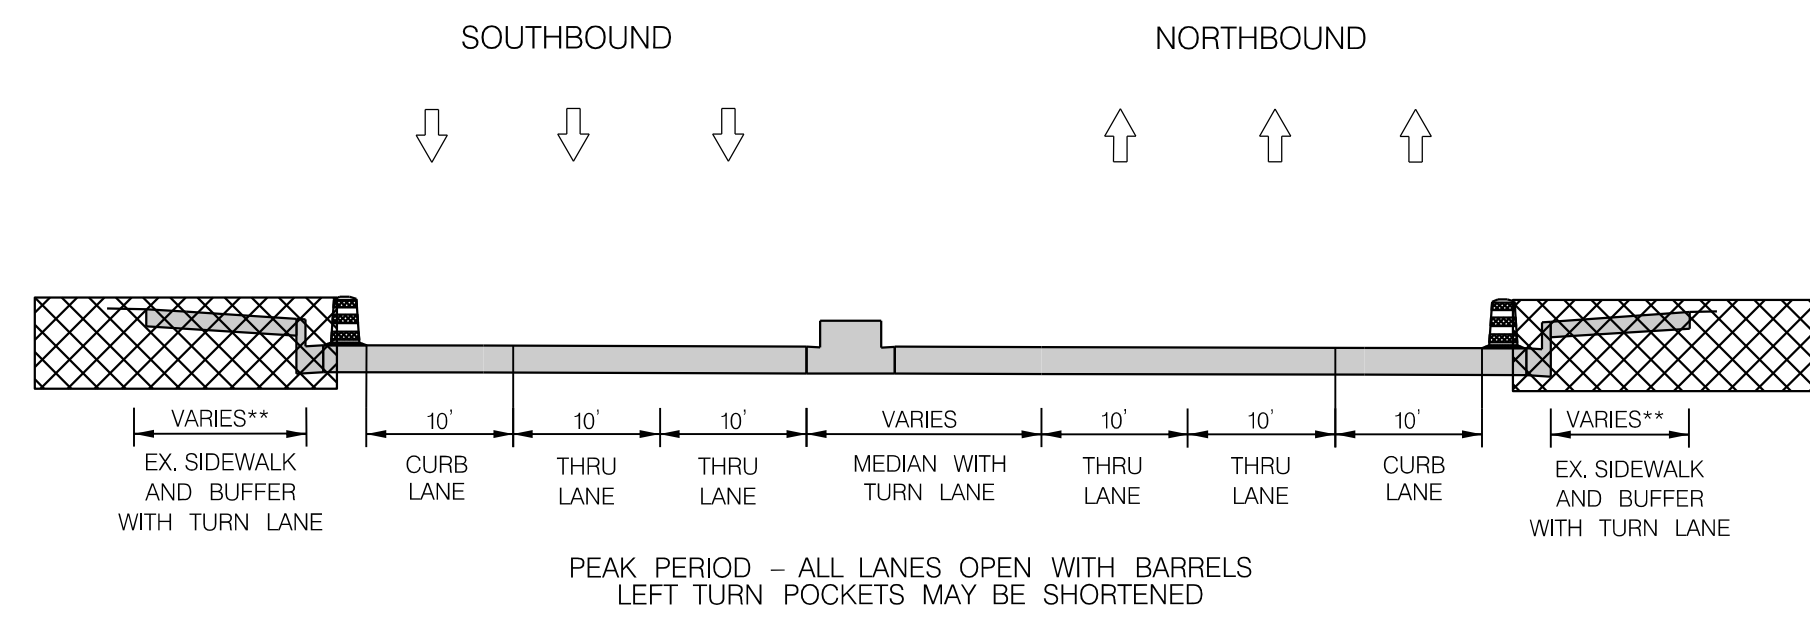 SOUTHBOUND
NORTHBOUND
VARIES**
10'
10'
10'
VARIES
10'
10'
10'
VARIES**
EX. SIDEWALK
AND BUFFER
WITH TURN LANE
CURB
LANE
THRU
LANE
THRU
LANE
MEDIAN WITH
TURN LANE
THRU
LANE
THRU
LANE
CURB
LANE
EX. SIDEWALK
AND BUFFER
WITH TURN LANE
PEAK PERIOD – ALL LANES OPEN WITH BARRELS
LEFT TURN POCKETS MAY BE SHORTENED